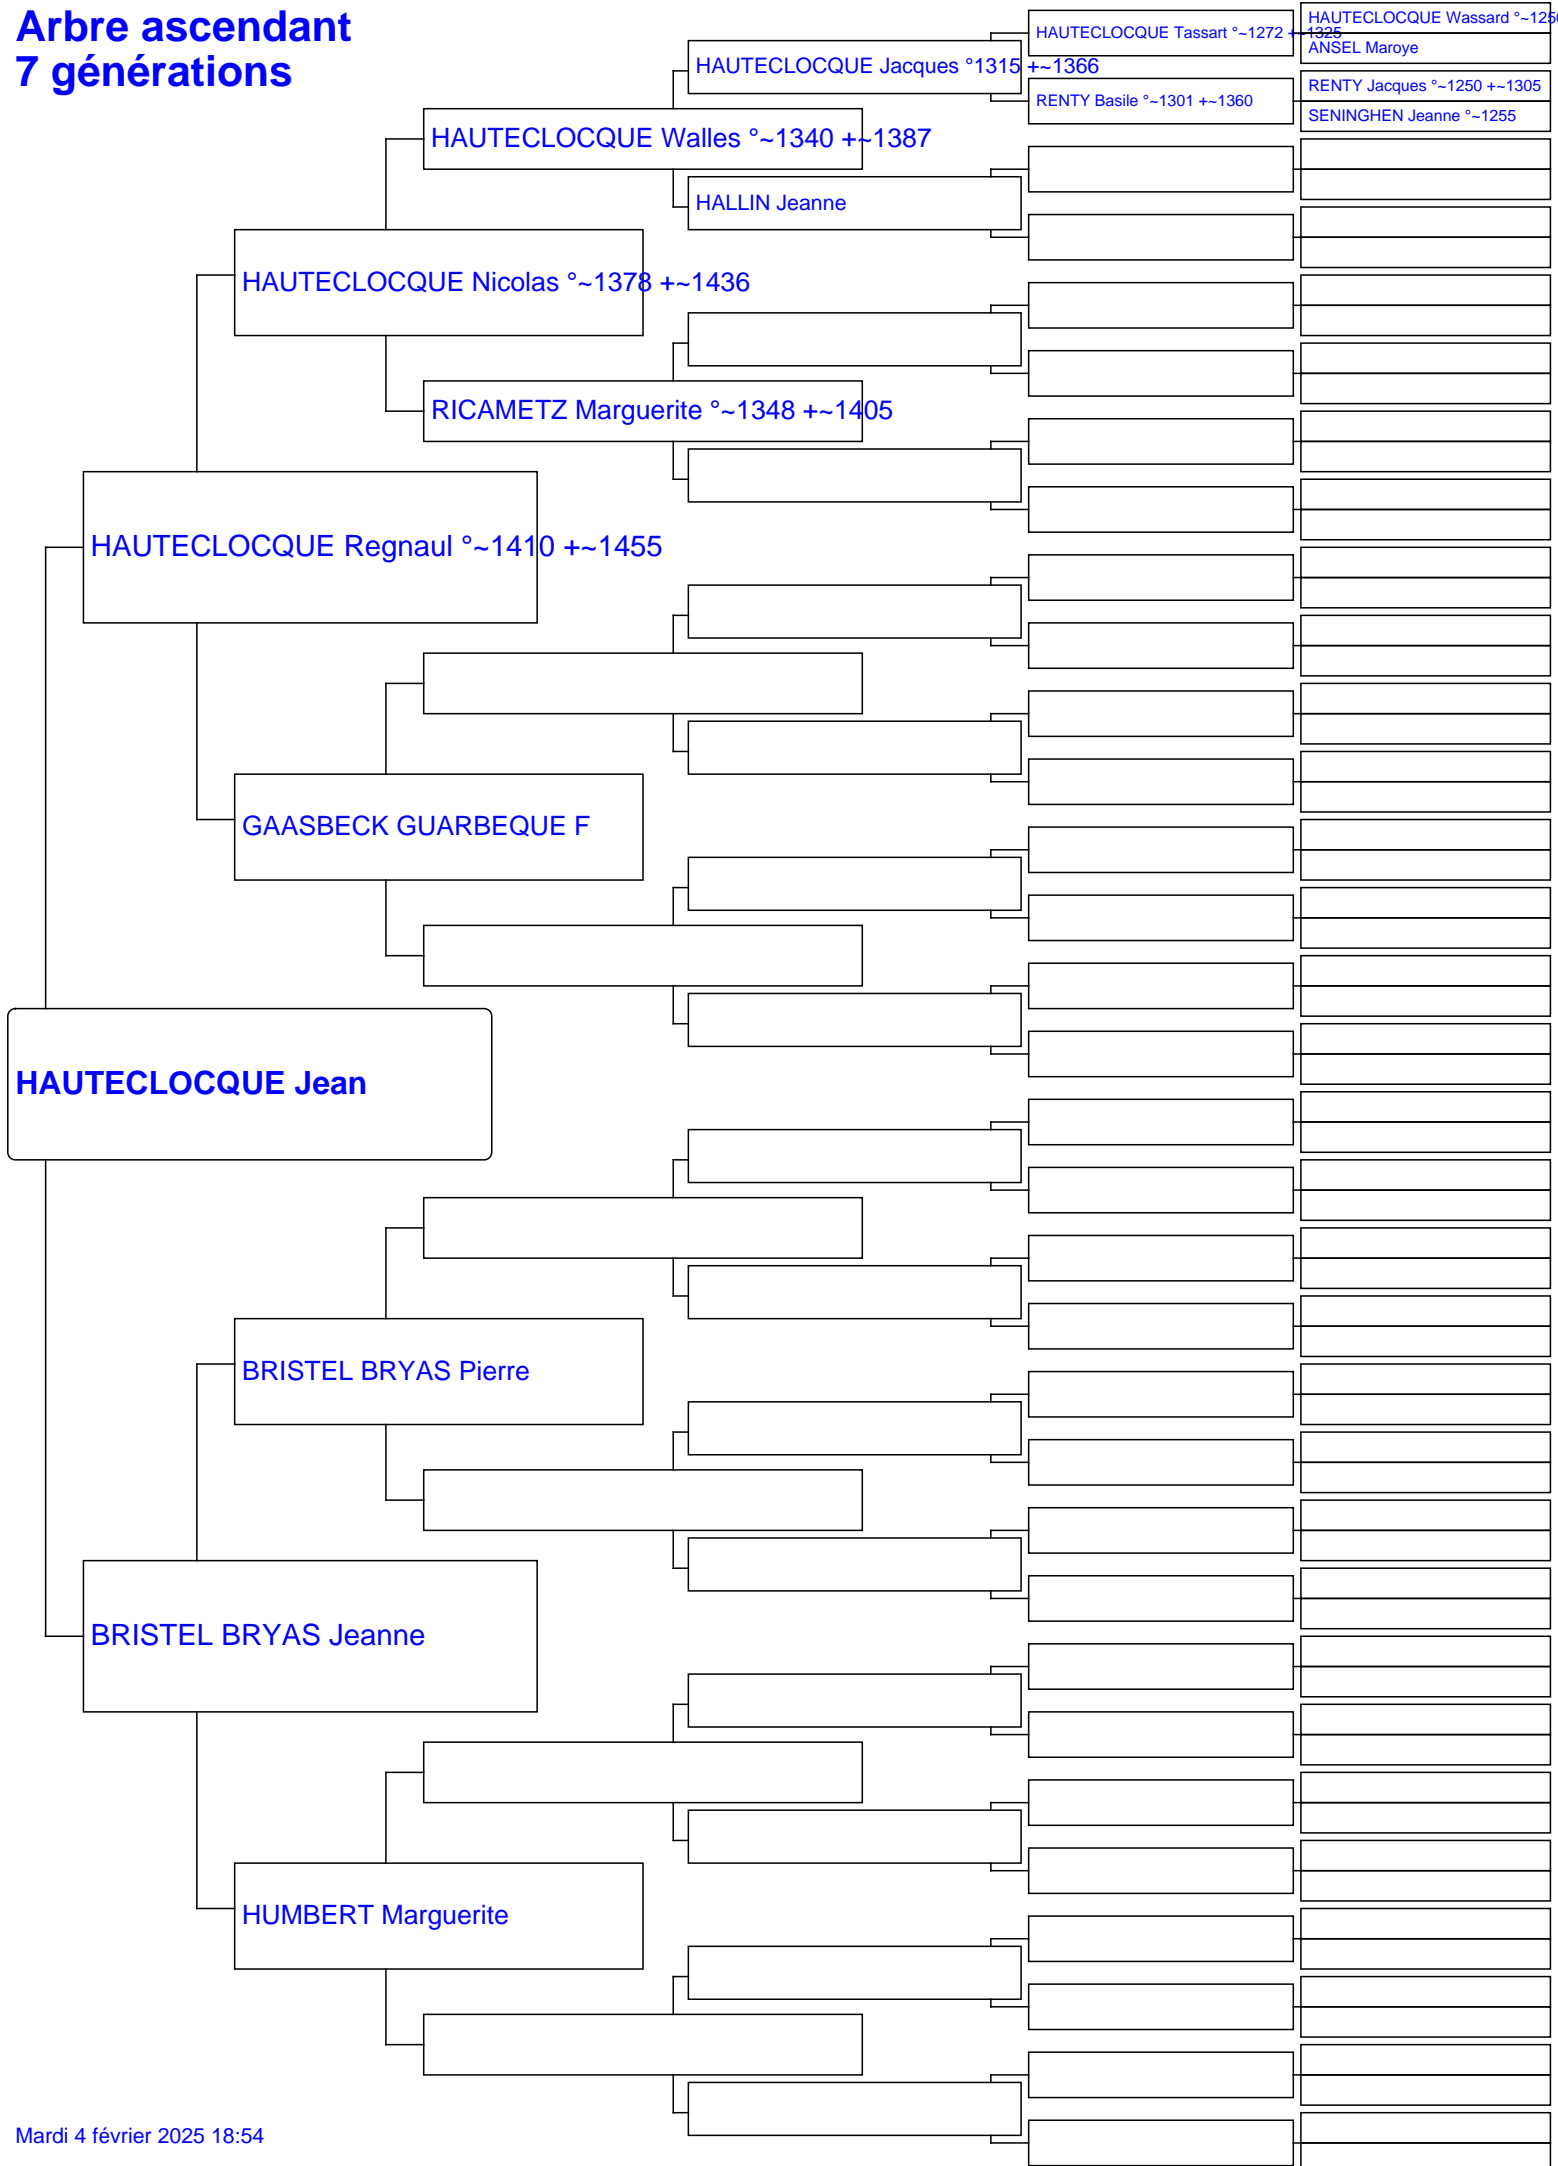 Arbre ascendant
7 générations
HAUTECLOCQUE Wassard °~125
HAUTECLOCQUE Tassart °~1272 +~1325
ANSEL Maroye
HAUTECLOCQUE Jacques °1315 +~1366
RENTY Jacques °~1250 +~1305
RENTY Basile °~1301 +~1360
SENINGHEN Jeanne °~1255
HAUTECLOCQUE Walles °~1340 +~1387
HALLIN Jeanne
HAUTECLOCQUE Nicolas °~1378 +~1436
RICAMETZ Marguerite °~1348 +~1405
HAUTECLOCQUE Regnaul °~1410 +~1455
GAASBECK GUARBEQUE F
HAUTECLOCQUE Jean
BRISTEL BRYAS Pierre
BRISTEL BRYAS Jeanne
HUMBERT Marguerite
Mardi 4 février 2025 18:54